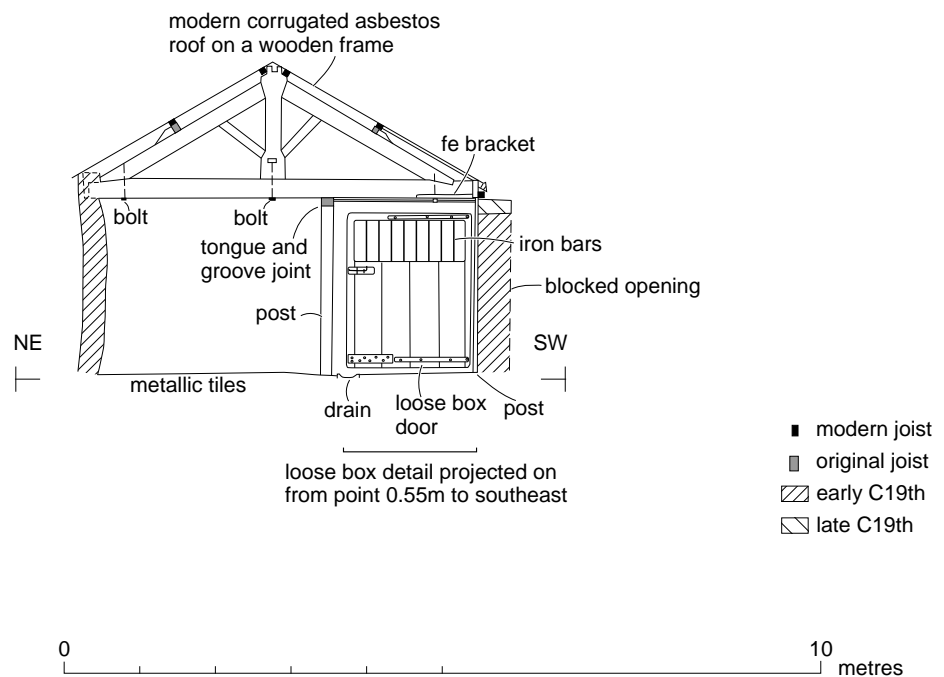 modern corrugated asbestos
roof on a wooden frame
fe bracket
bolt
bolt
tongue and
groove joint
iron bars
blocked opening
post
NE
SW
metallic tiles
drain
loose box
door
post
loose box detail projected on
from point 0.55m to southeast
modern joist
original joist
early C19th
late C19th
0
10
metres